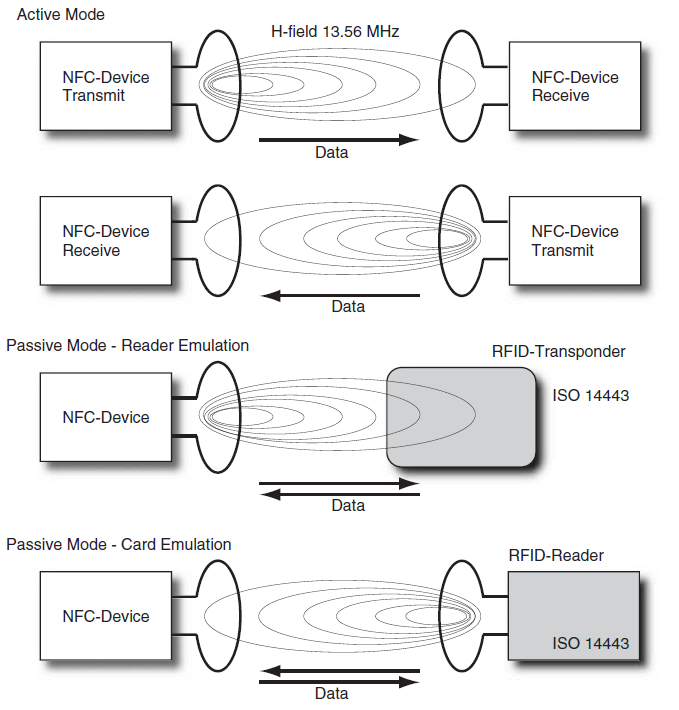 Active Mode
H-field 13.56 MHz
NFC-Device
Transmit
NFC-Device
Receive
Data
NFC-Device
Receive
NFC-Device
Transmit
Data
Passive Mode - Reader Emulation
RFID-Transponder
ISO 14443
NFC-Device
Data
Passive Mode - Card Emulation
RFID-Reader
NFC-Device
ISO 14443
Data